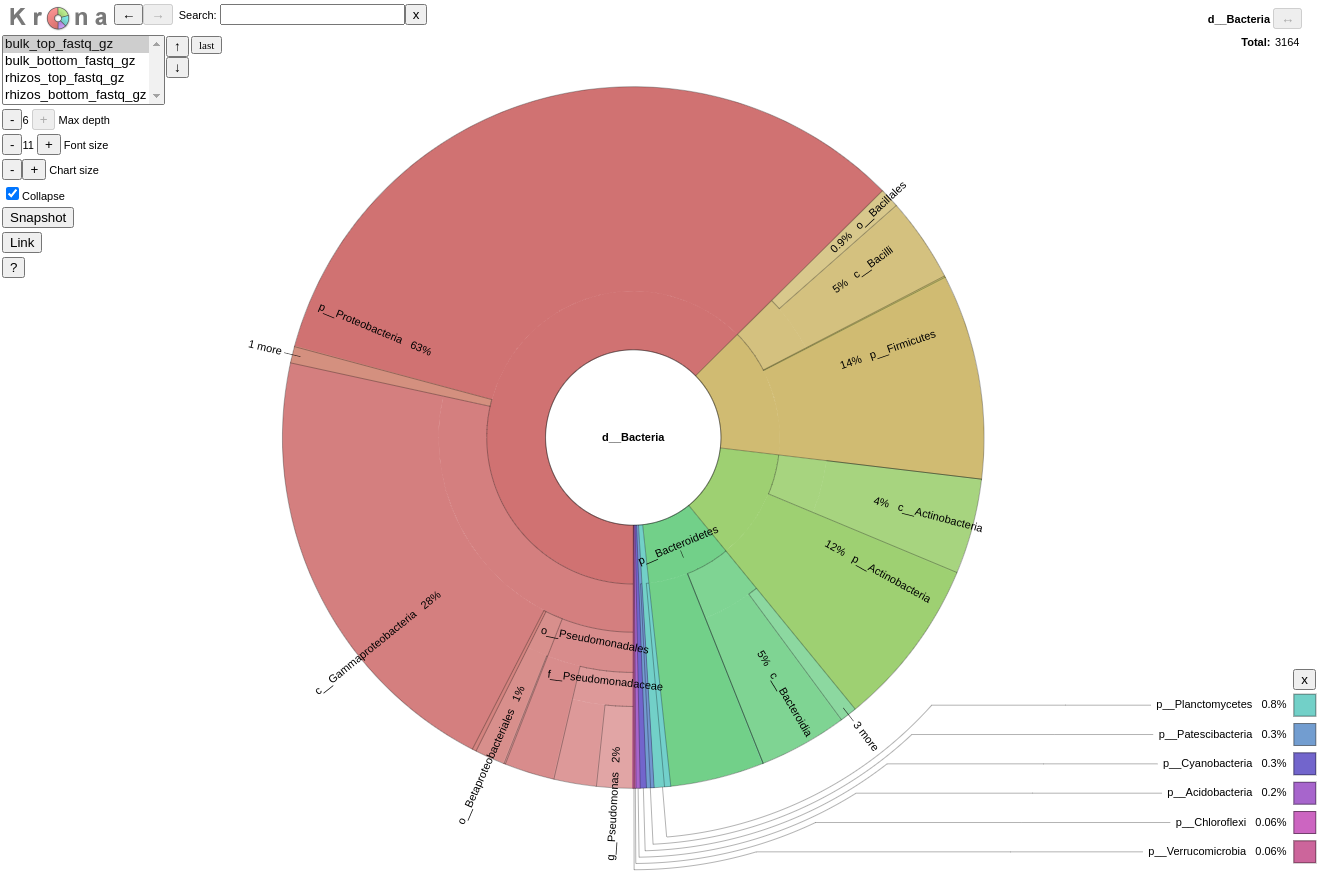 Krona
← → Search: x
d__Bacteria ↔
Total: 3164
bulk_top_fastq_gz
bulk_bottom_fastq_gz
rhizos_top_fastq_gz
rhizos_bottom_fastq_gz
↑ last
↓
- 6 + Max depth
- 11 + Font size
- + Chart size
Collapse
Snapshot
Link
?
0.9% o__Bacillales
5% c__Bacilli
p__Proteobacteria 63%
1 more
14% p__Firmicutes
d__Bacteria
4% c__Actinobacteria
12% p__Actinobacteria
p__Bacteroidetes
c__Gammaproteobacteria 28%
o__Pseudomonadales
f__Pseudomonadaceae
5% c__Bacteroidia
3 more
o__Betaproteobacteriales 1%
g__Pseudomonas 2%
x
p__Planctomycetes 0.8%
p__Patescibacteria 0.3%
p__Cyanobacteria 0.3%
p__Acidobacteria 0.2%
p__Chloroflexi 0.06%
p__Verrucomicrobia 0.06%